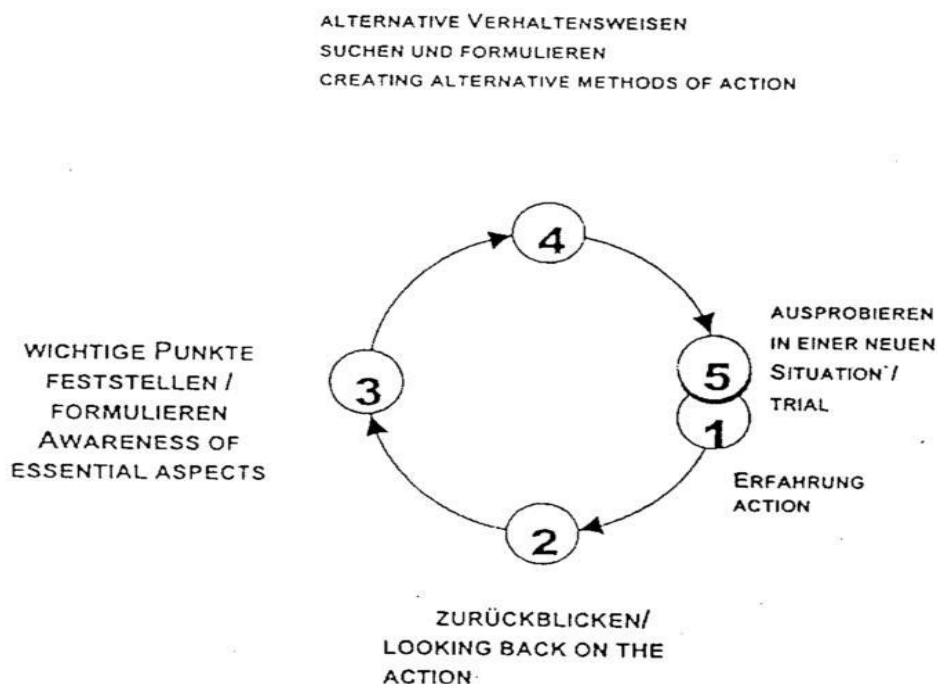 ALTERNATIVE VERHALTENSWEISEN
SUCHEN UND FORMULIEREN
CREATING ALTERNATIVE METHODS OF ACTION
4
AUSPROBIEREN
IN EINER NEUEN
SITUATION /
TRIAL
5
1
WICHTIGE PUNKTE
FESTSTELLEN /
FORMULIEREN
AWARENESS OF
ESSENTIAL ASPECTS
3
ERFAHRUNG
ACTION
2
ZURÜCKBLICKEN/
LOOKING BACK ON THE
ACTION